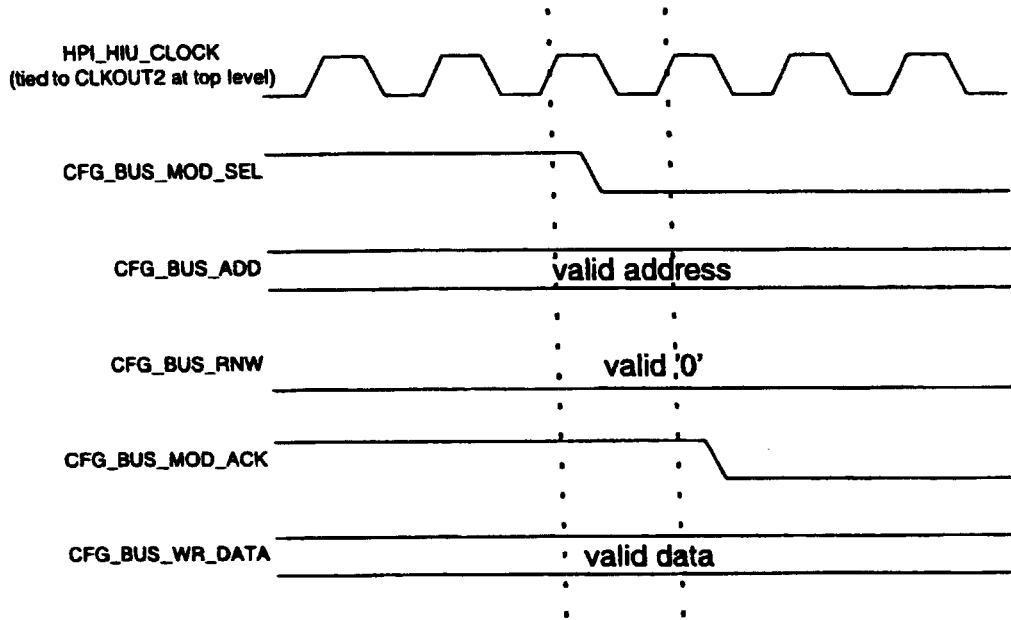 HPI_HIU_CLOCK
(tied to CLKOUT2 at top level)
CFG_BUS_MOD_SEL
CFG_BUS_ADD
valid address
CFG_BUS_RNW
valid '0'
CFG_BUS_MOD_ACK
CFG_BUS_WR_DATA
valid data